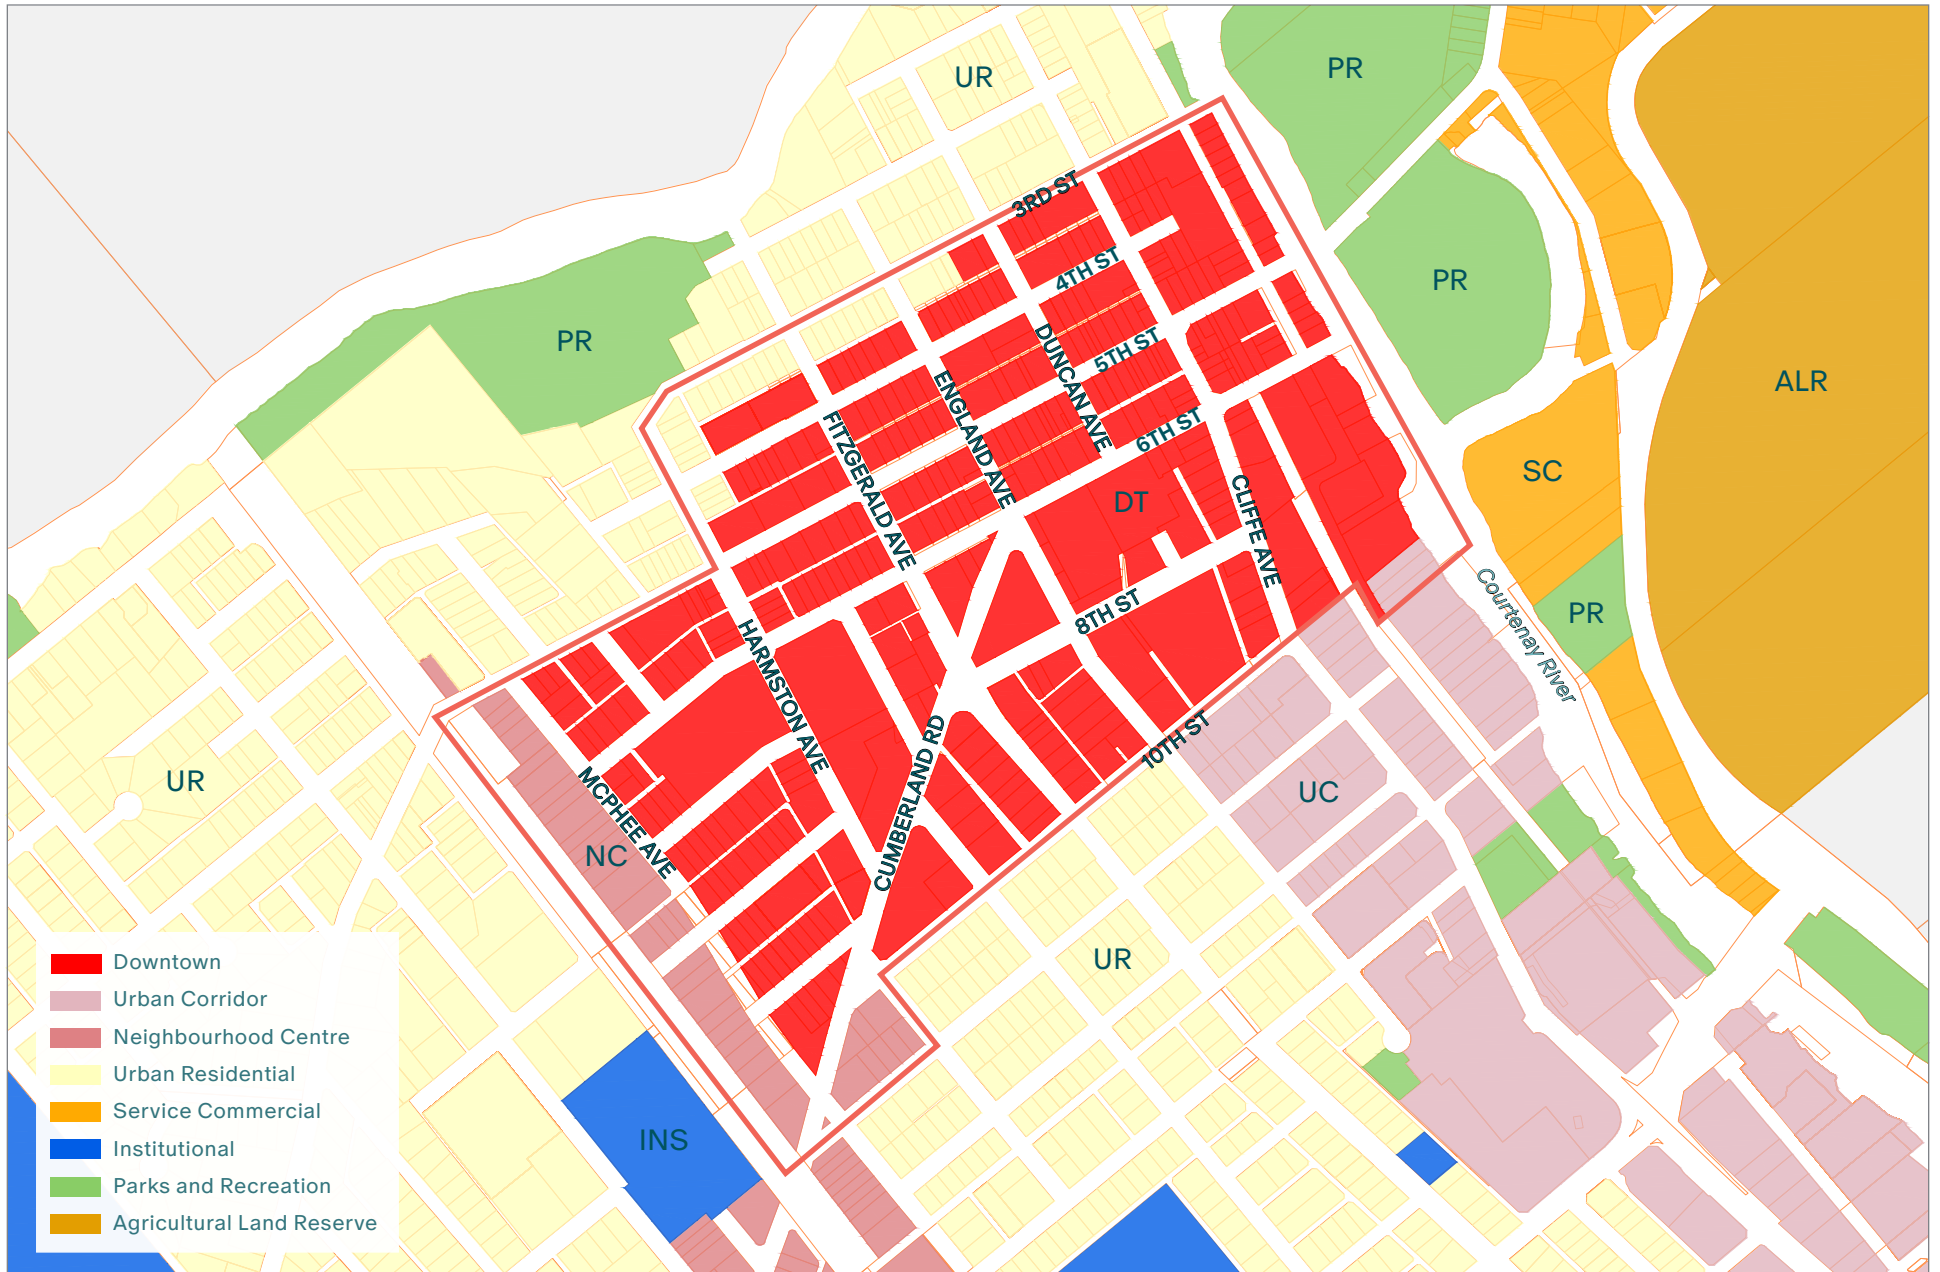 UR
PR
3RD ST
4TH ST
PR
PR
DUNCAN AVE
5TH ST
ALR
ENGLAND AVE
FITZGERALD AVE
6TH ST
SC
DT
CLIFFE AVE
8TH ST
PR
Courtenay River
HARMSTON AVE
10TH ST
UR
MCPHEE AVE
CUMBERLAND RD
UC
NC
UR
INS
Downtown
Urban Corridor
Neighbourhood Centre
Urban Residential
Service Commercial
Institutional
Parks and Recreation
Agricultural Land Reserve